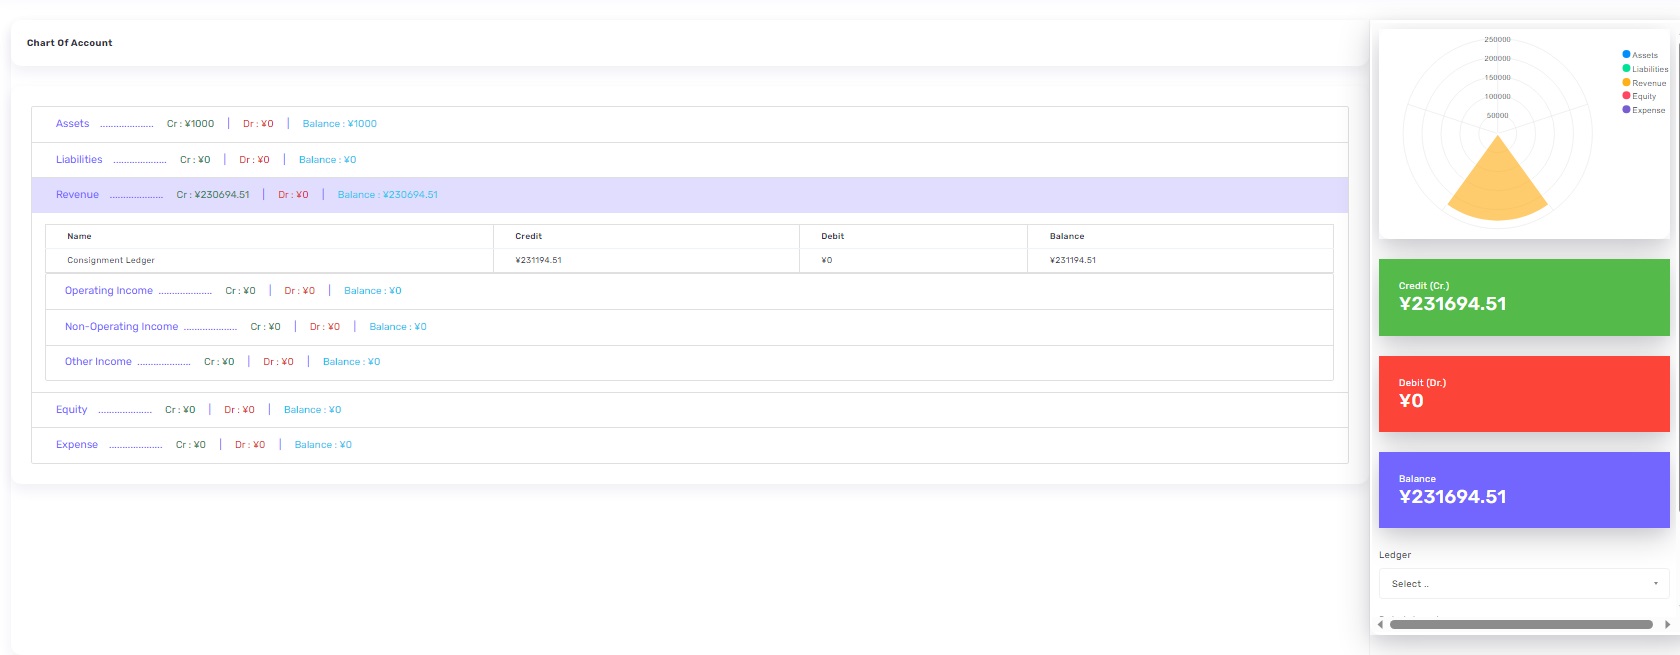 Chart Of Account
Assets .................... Cr : ¥1000 | Dr : ¥0 | Balance : ¥1000
Liabilities .................... Cr : ¥0 | Dr : ¥0 | Balance : ¥0
Revenue .................... Cr : ¥230694.51 | Dr : ¥0 | Balance : ¥230694.51
Name Credit Debit Balance
Consignment Ledger ¥231194.51 ¥0 ¥231194.51
Operating Income .................... Cr : ¥0 | Dr : ¥0 | Balance : ¥0
Non-Operating Income .................... Cr : ¥0 | Dr : ¥0 | Balance : ¥0
Other Income .................... Cr : ¥0 | Dr : ¥0 | Balance : ¥0
Equity .................... Cr : ¥0 | Dr : ¥0 | Balance : ¥0
Expense .................... Cr : ¥0 | Dr : ¥0 | Balance : ¥0
250000
200000
150000
100000
50000
Assets
Liabilities
Revenue
Equity
Expense
Credit (Cr.)
¥231694.51
Debit (Dr.)
¥0
Balance
¥231694.51
Ledger
Select ..